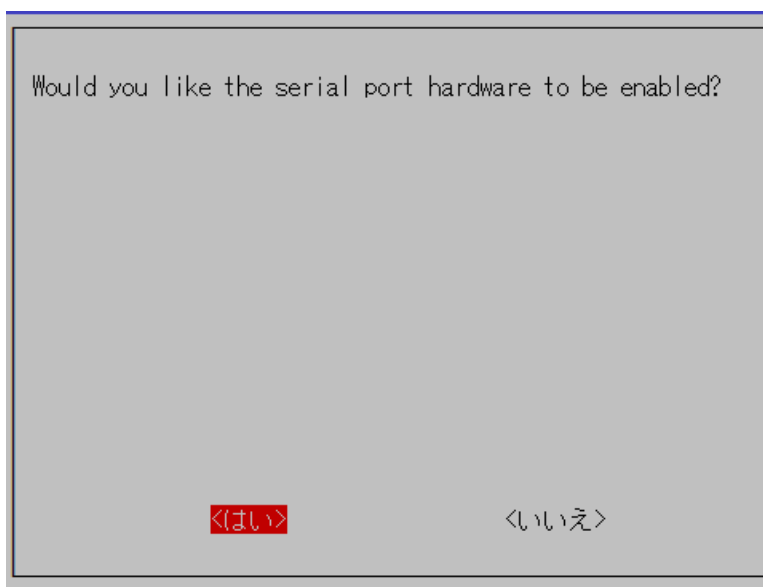 Would you like the serial port hardware to be enabled?
<はい> <いいえ>